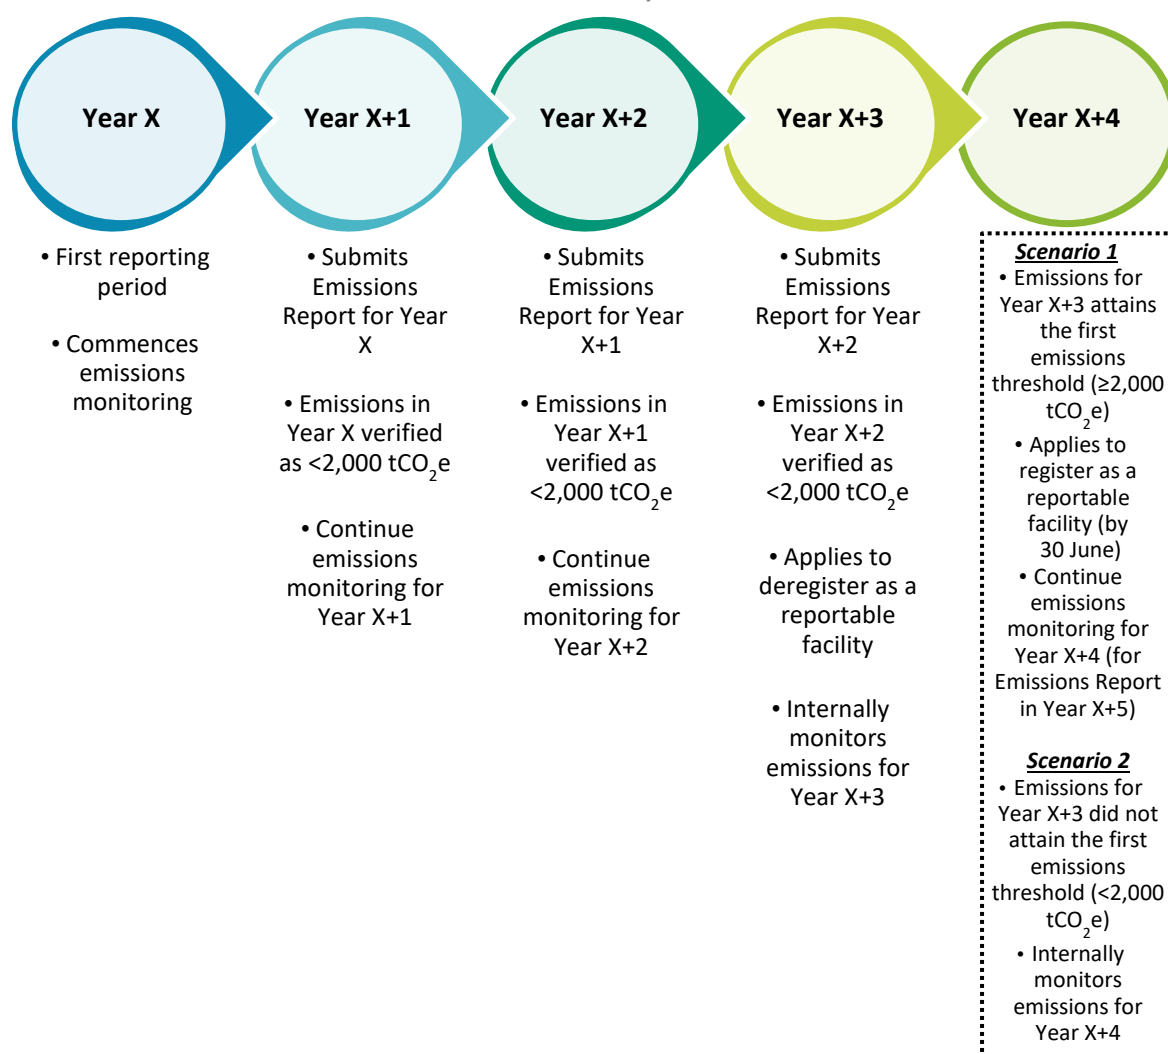 Year X
Year X+1
Year X+2
Year X+3
Year X+4
• First reporting
period
• Commences
emissions
monitoring
• Submits
Emissions
Report for Year
X
• Emissions in
Year X verified
as <2,000 tCO₂e
• Continue
emissions
monitoring for
Year X+1
• Submits
Emissions
Report for Year
X+1
• Emissions in
Year X+1
verified as
<2,000 tCO₂e
• Continue
emissions
monitoring for
Year X+2
• Submits
Emissions
Report for Year
X+2
• Emissions in
Year X+2
verified as
<2,000 tCO₂e
• Applies to
deregister as a
reportable
facility
• Internally
monitors
emissions for
Year X+3
Scenario 1
• Emissions for
Year X+3 attains
the first
emissions
threshold (≥2,000
tCO₂e)
• Applies to
register as a
reportable
facility (by
30 June)
• Continue
emissions
monitoring for
Year X+4 (for
Emissions Report
in Year X+5)
Scenario 2
• Emissions for
Year X+3 did not
attain the first
emissions
threshold (<2,000
tCO₂e)
• Internally
monitors
emissions for
Year X+4